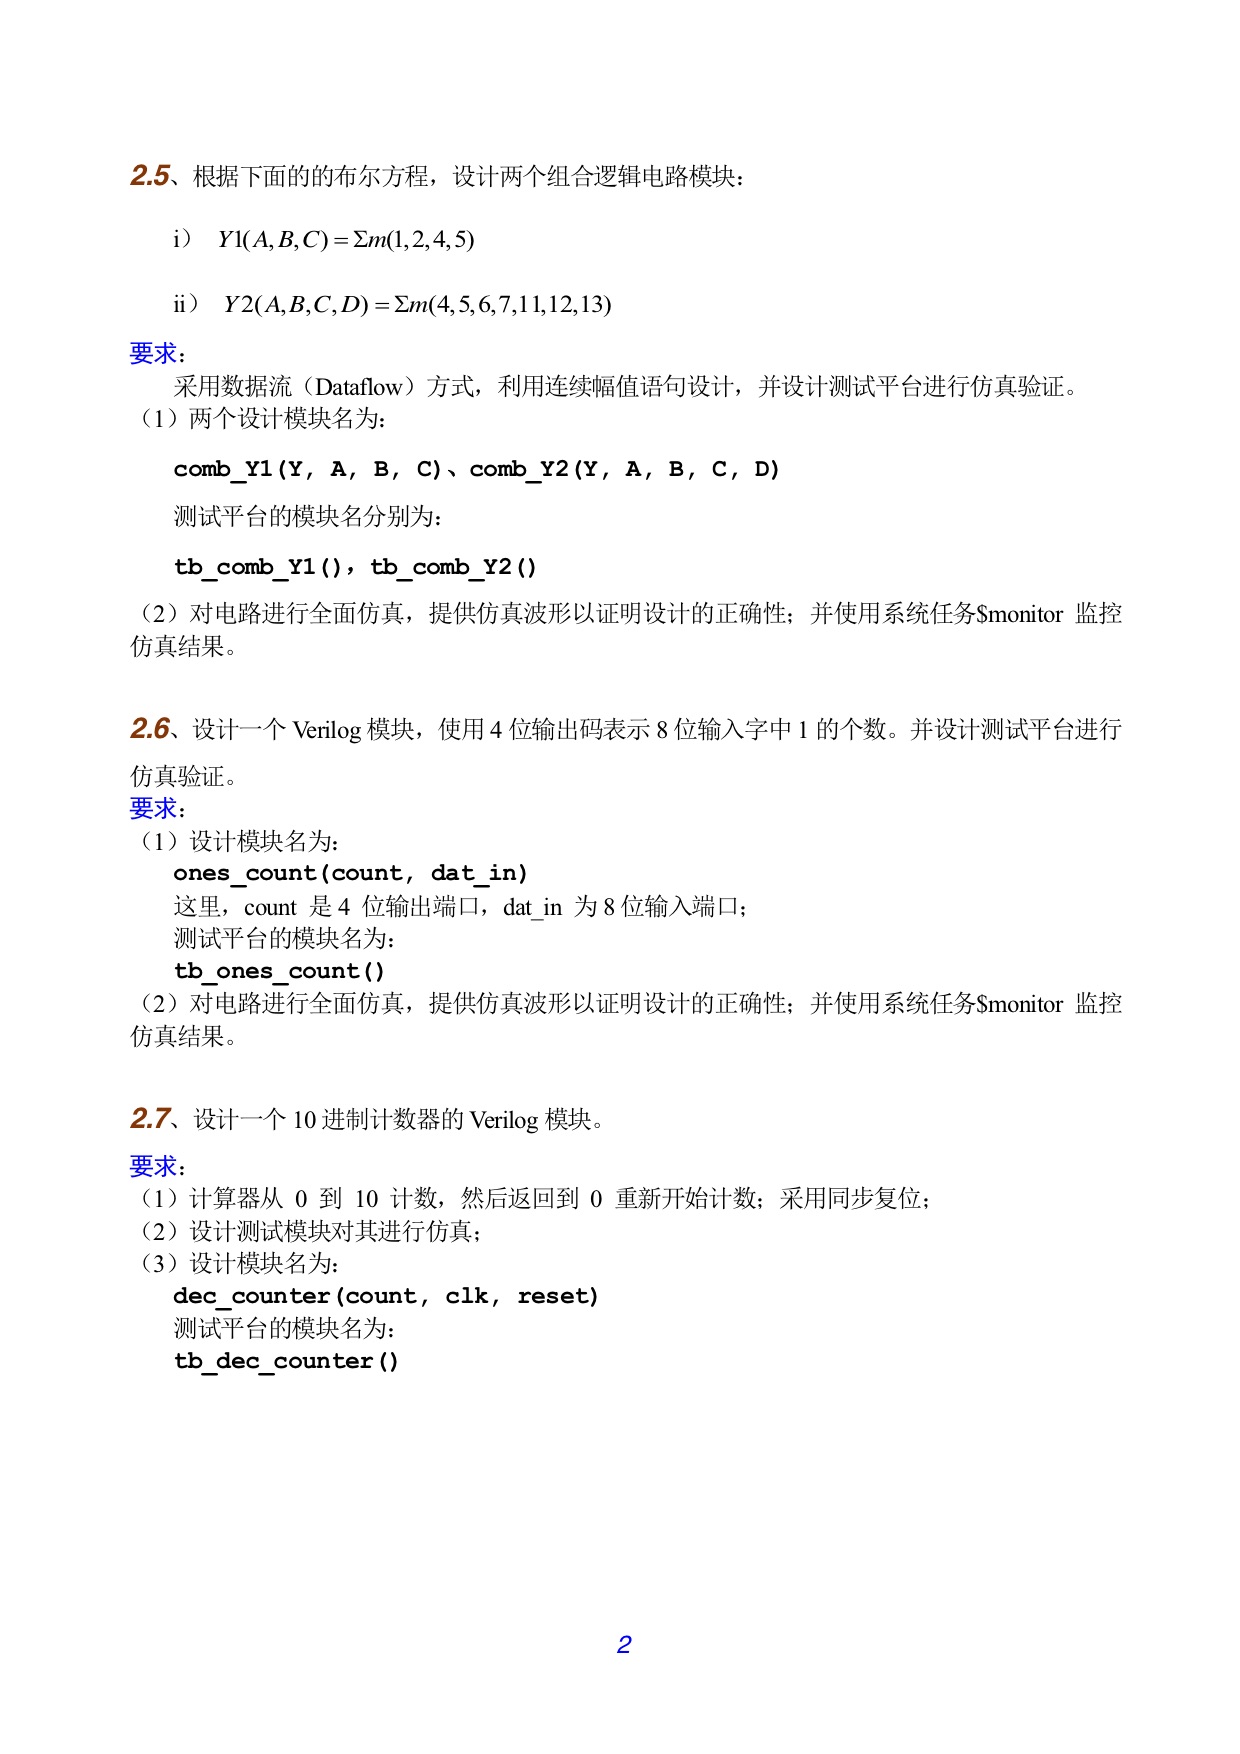 2.5、根据下面的的布尔方程，设计两个组合逻辑电路模块：
i） Y1(A,B,C)=Σm(1,2,4,5)
ii） Y2(A,B,C,D)=Σm(4,5,6,7,11,12,13)
要求：
采用数据流（Dataflow）方式，利用连续幅值语句设计，并设计测试平台进行仿真验证。
（1）两个设计模块名为：
comb_Y1(Y, A, B, C)、comb_Y2(Y, A, B, C, D)
测试平台的模块名分别为：
tb_comb_Y1()，tb_comb_Y2()
（2）对电路进行全面仿真，提供仿真波形以证明设计的正确性；并使用系统任务$monitor 监控
仿真结果。
2.6、设计一个 Verilog 模块，使用 4 位输出码表示 8 位输入字中 1 的个数。并设计测试平台进行
仿真验证。
要求：
（1）设计模块名为：
ones_count(count, dat_in)
这里，count 是 4 位输出端口，dat_in 为 8 位输入端口；
测试平台的模块名为：
tb_ones_count()
（2）对电路进行全面仿真，提供仿真波形以证明设计的正确性；并使用系统任务$monitor 监控
仿真结果。
2.7、设计一个 10 进制计数器的 Verilog 模块。
要求：
（1）计算器从 0 到 10 计数，然后返回到 0 重新开始计数；采用同步复位；
（2）设计测试模块对其进行仿真；
（3）设计模块名为：
dec_counter(count, clk, reset)
测试平台的模块名为：
tb_dec_counter()
2